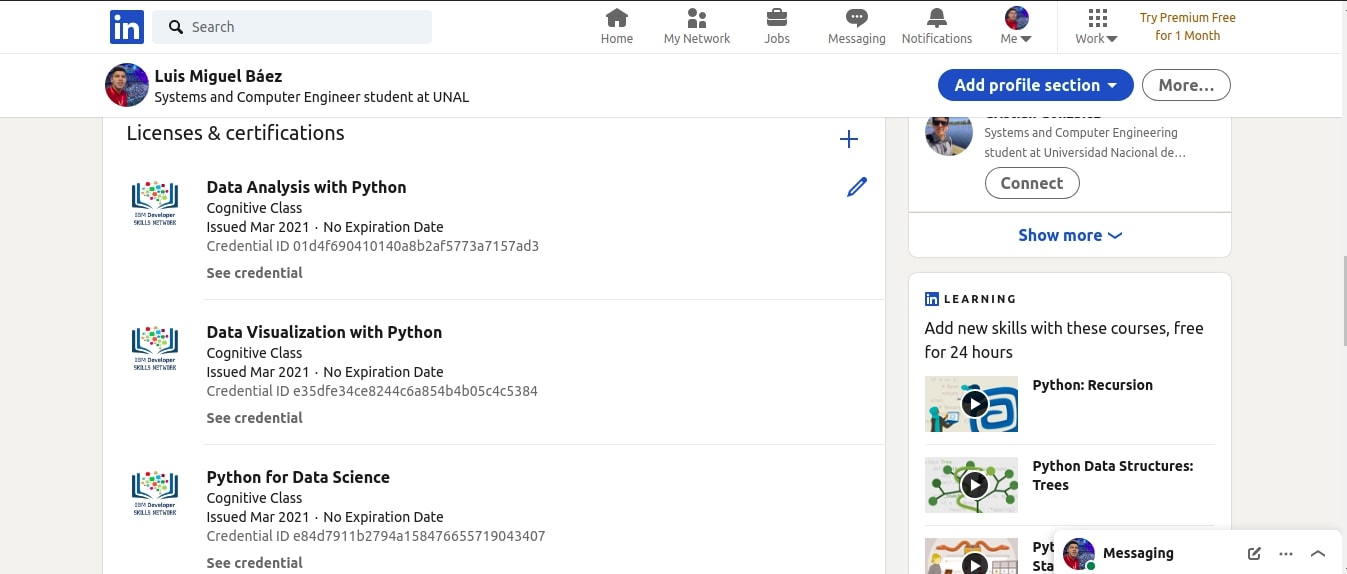 in
Search
Home
My Network
Jobs
Messaging
Notifications
Me
Work
Try Premium Free
for 1 Month
Luis Miguel Báez
Systems and Computer Engineer student at UNAL
Add profile section
More…
Licenses & certifications
Data Analysis with Python
Cognitive Class
Issued Mar 2021 · No Expiration Date
Credential ID 01d4f690410140a8b2af5773a7157ad3
See credential
IBM Developer
SKILLS NETWORK
Data Visualization with Python
Cognitive Class
Issued Mar 2021 · No Expiration Date
Credential ID e35dfe34ce8244c6a854b4b05c4c5384
See credential
IBM Developer
SKILLS NETWORK
Python for Data Science
Cognitive Class
Issued Mar 2021 · No Expiration Date
Credential ID e84d7911b2794a158476655719043407
See credential
IBM Developer
SKILLS NETWORK
Systems and Computer Engineering
student at Universidad Nacional de…
Connect
Show more
in LEARNING
Add new skills with these courses, free
for 24 hours
Python: Recursion
Python Data Structures:
Trees
Pyt
Sta
Messaging